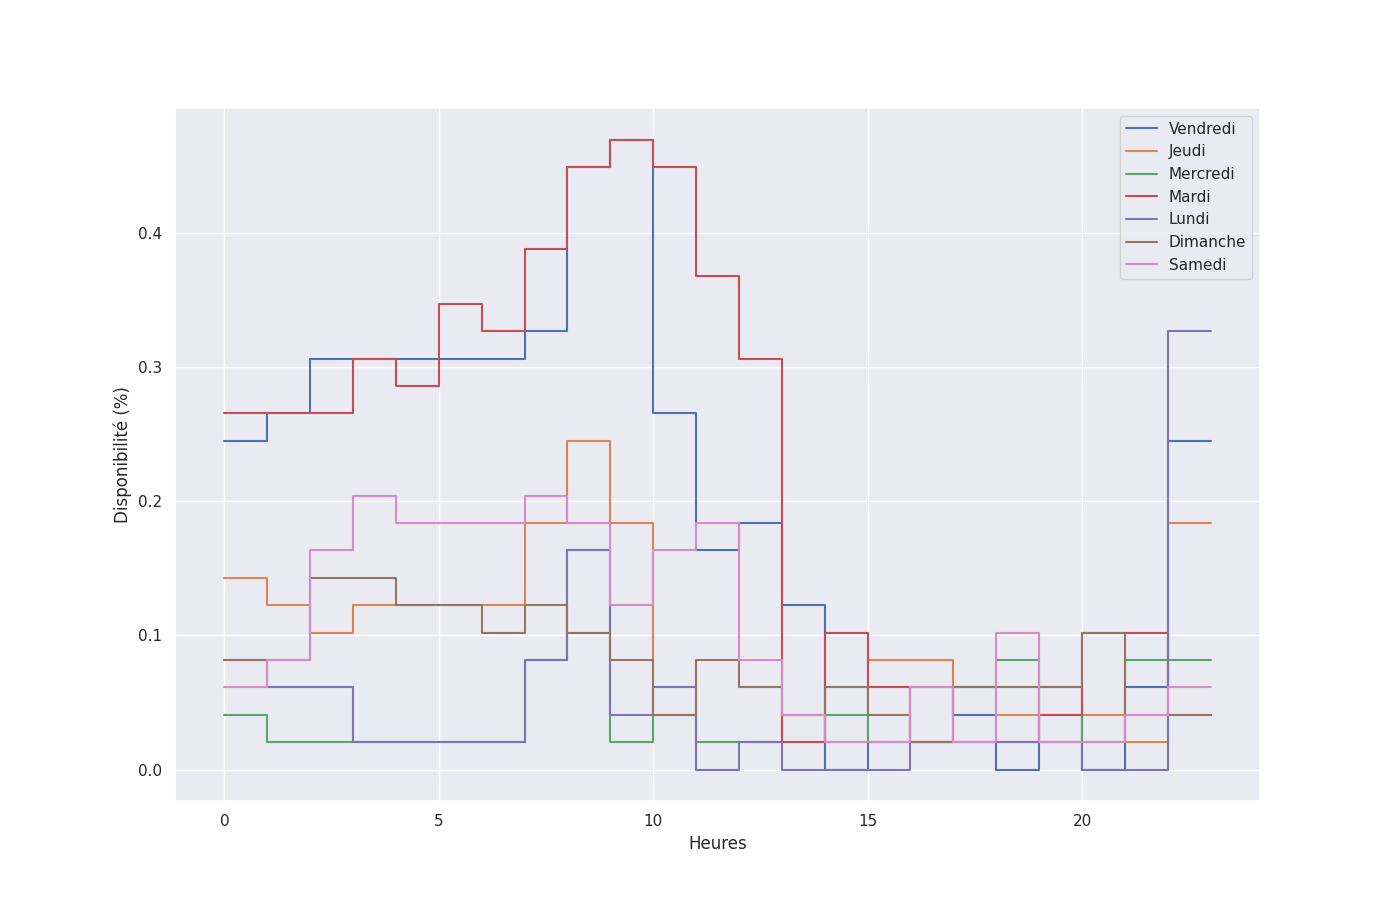 Vendredi
Jeudi
Mercredi
Mardi
Lundi
Dimanche
Samedi
0.4
0.3
0.2
0.1
0.0
Disponibilité (%)
0 5 10 15 20
Heures